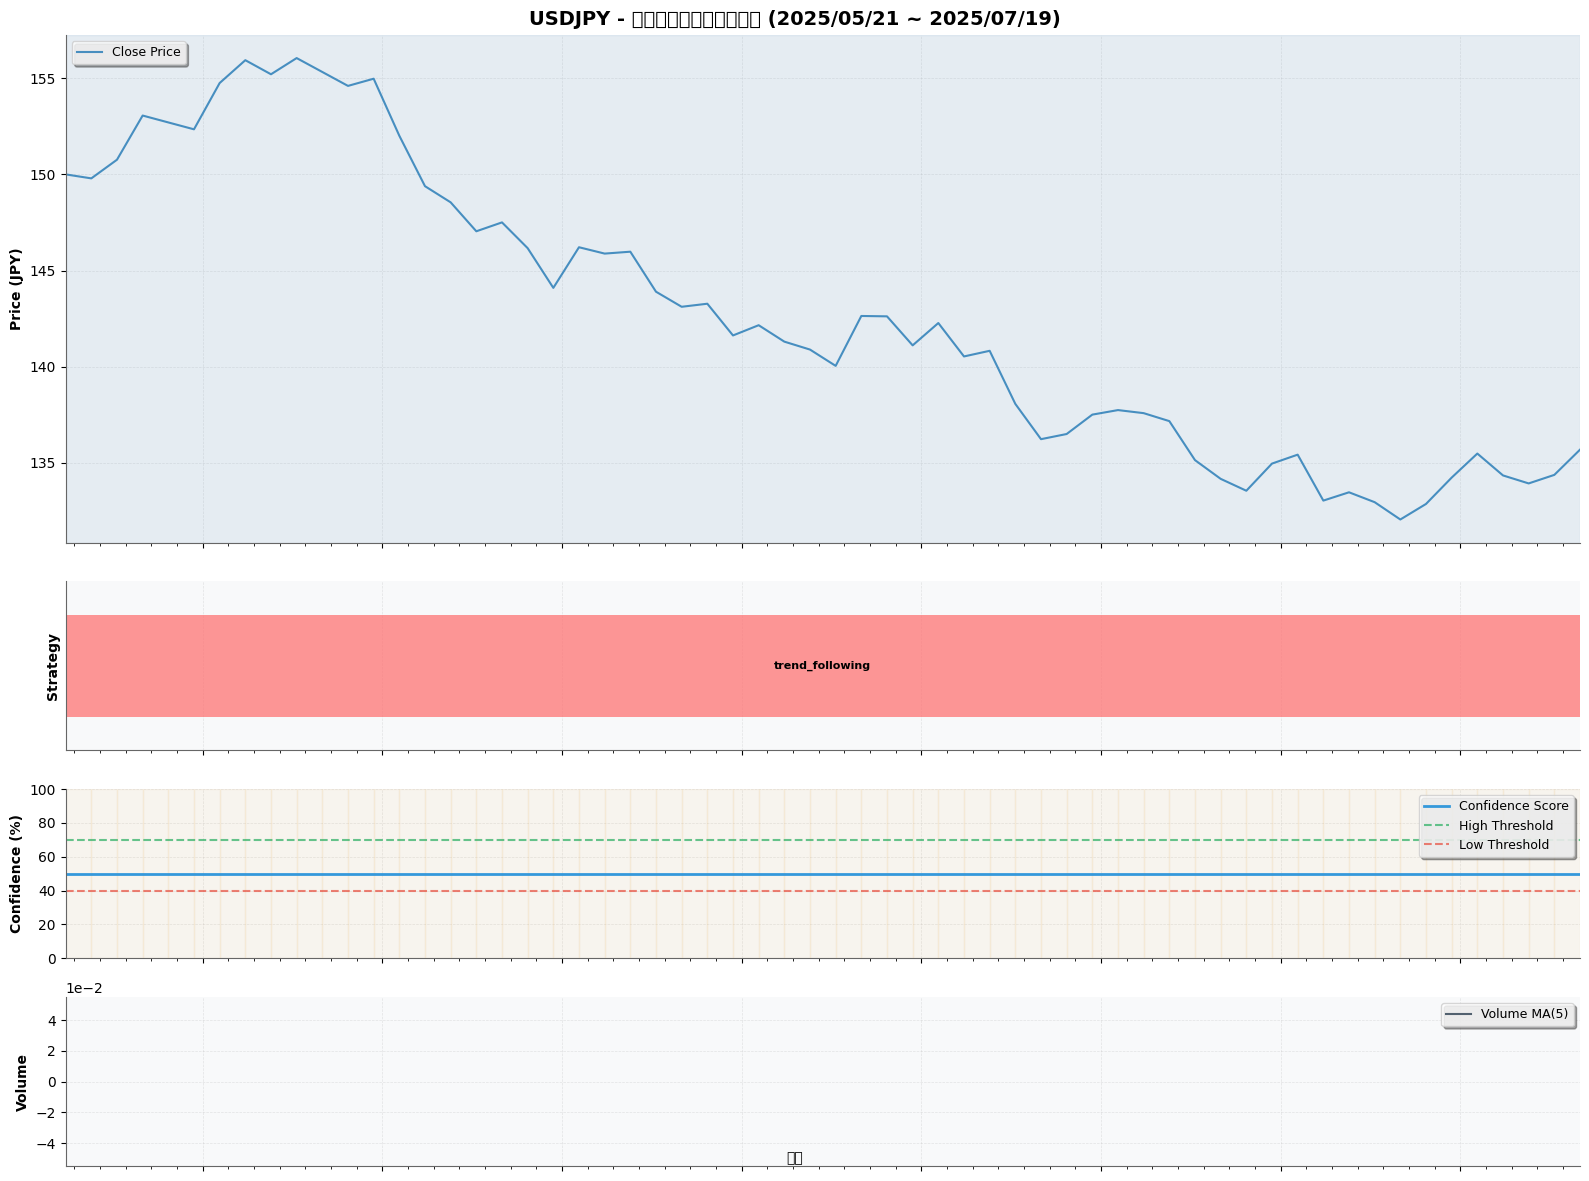 USDJPY - (2025/05/21 ~ 2025/07/19)
Close Price
Price (JPY)
155
150
145
140
135
Strategy
trend_following
Confidence (%)
100
80
60
40
20
0
Confidence Score
High Threshold
Low Threshold
1e−2
Volume
4
2
0
−2
−4
Volume MA(5)